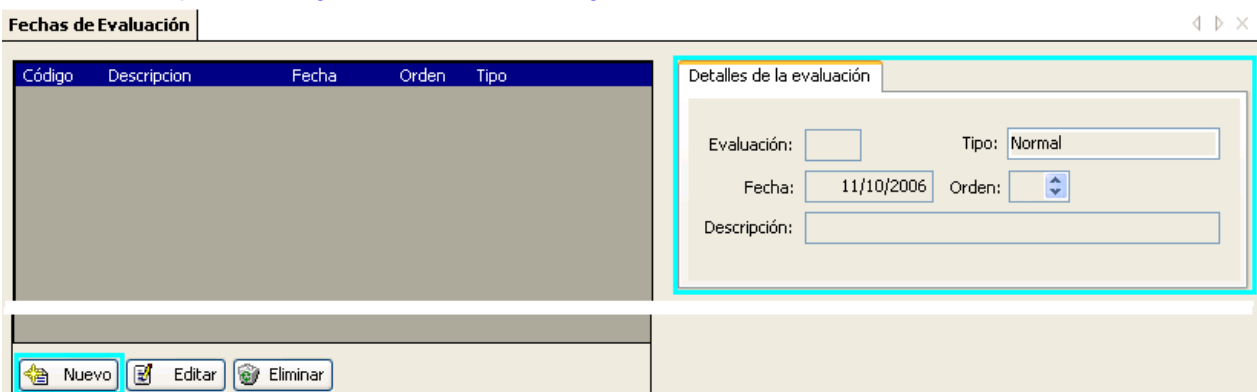 Fechas de Evaluación
Código Descripcion Fecha Orden Tipo
Detalles de la evaluación
Evaluación: Tipo: Normal
Fecha: 11/10/2006 Orden:
Descripción:
Nuevo Editar Eliminar